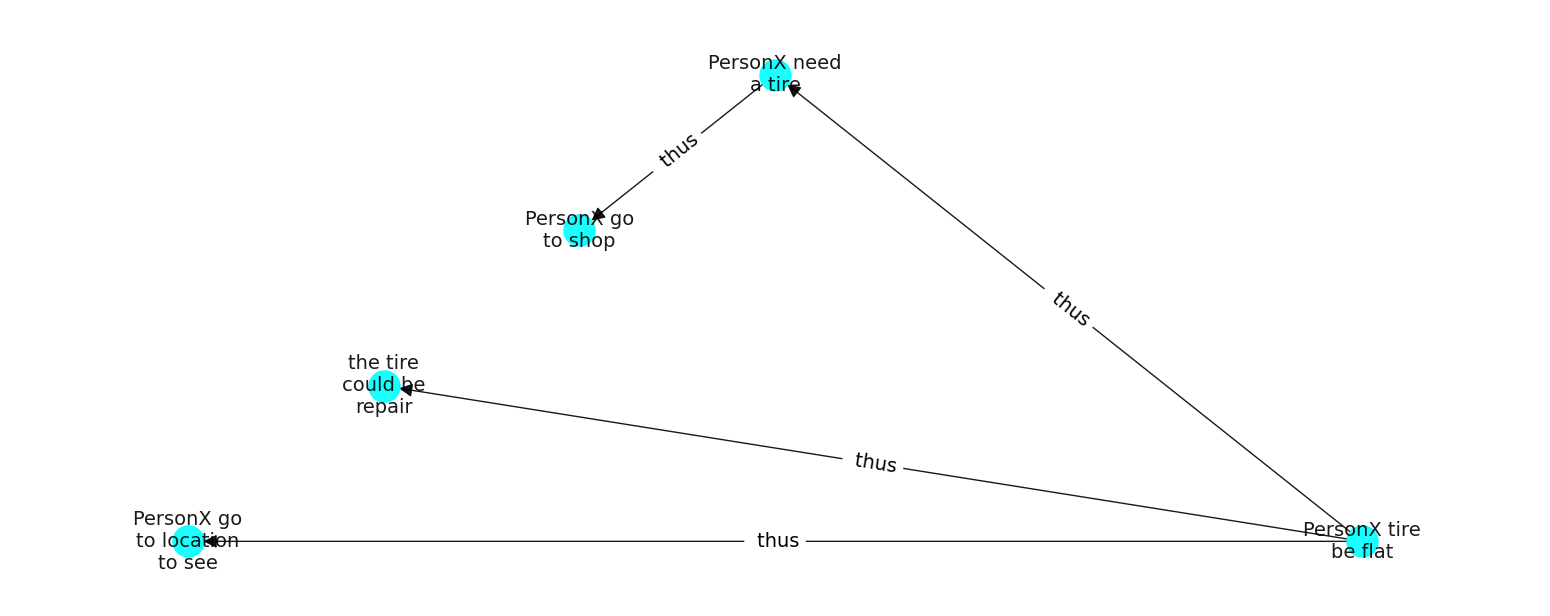 PersonX need
a tire
thus
PersonX go
to shop
thus
the tire
could be
repair
thus
PersonX go
to location
to see
thus
PersonX tire
be flat